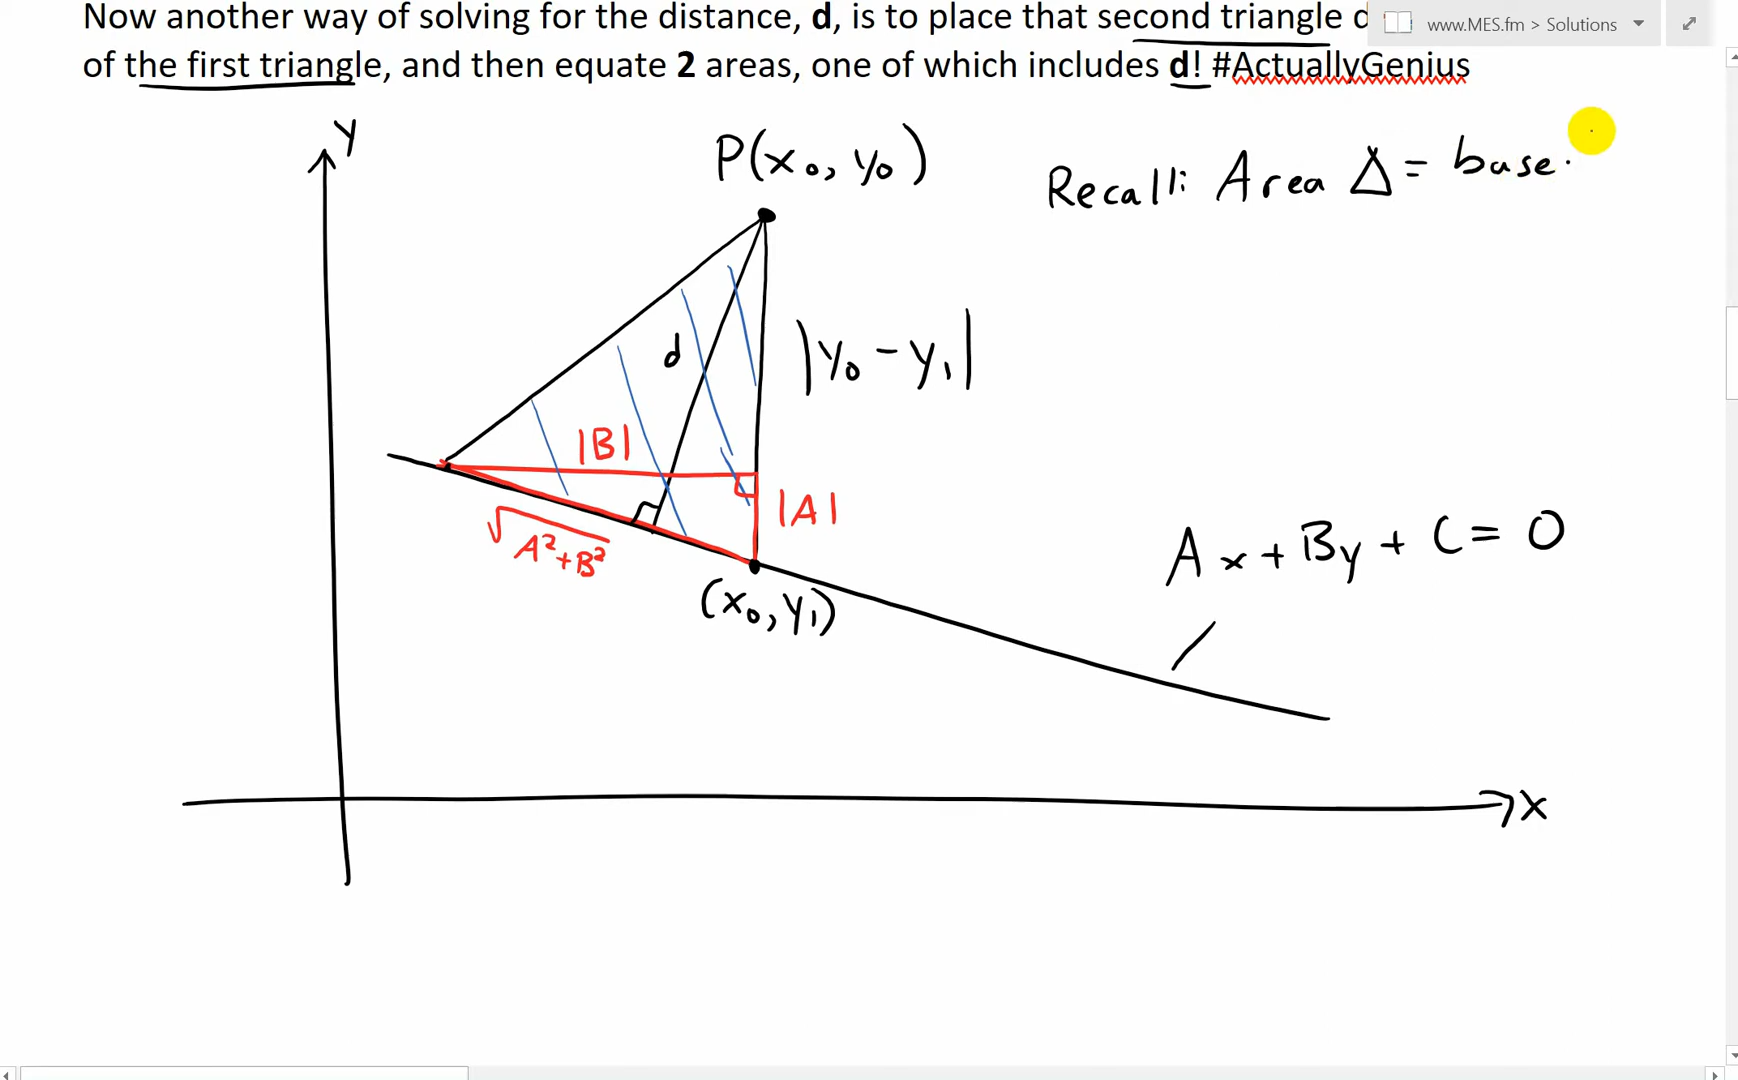 Now another way of solving for the distance, d, is to place that second triangle d
www.MES.fm > Solutions
of the first triangle, and then equate 2 areas, one of which includes d! #ActuallyGenius
Y
P(x₀, y₀)
Recall: Area Δ = base ·
d
|y₀ - y₁|
|B|
|A|
√A²+B²
Ax + By + C = 0
(x₀, y₁)
x